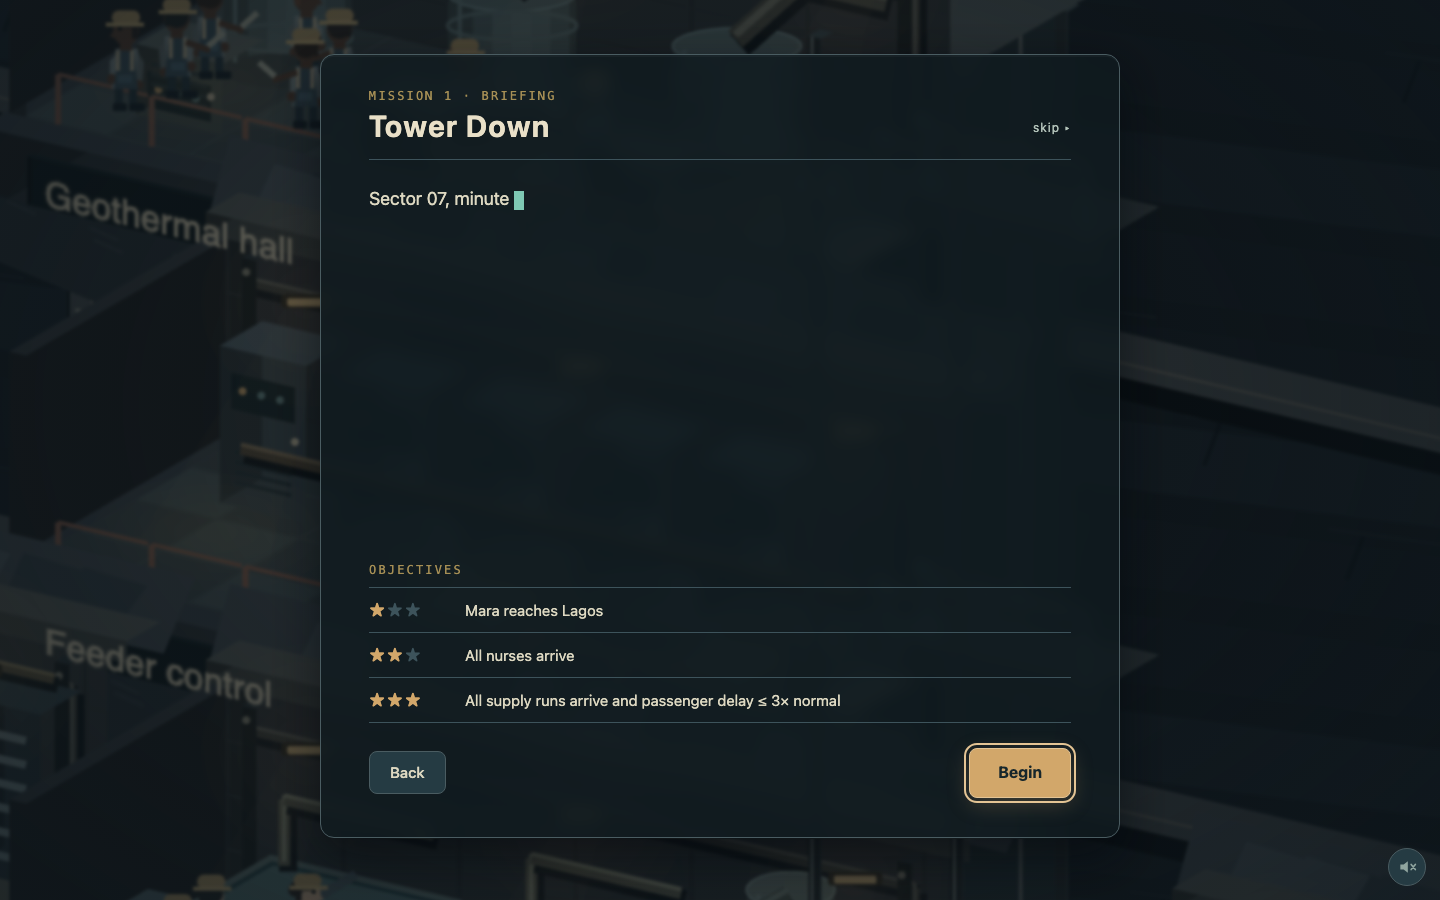 MISSION 1 · BRIEFING
Tower Down
skip ▸
Sector 07, minute
OBJECTIVES
Mara reaches Lagos
All nurses arrive
All supply runs arrive and passenger delay ≤ 3× normal
Back
Begin
Geothermal hall
Feeder control